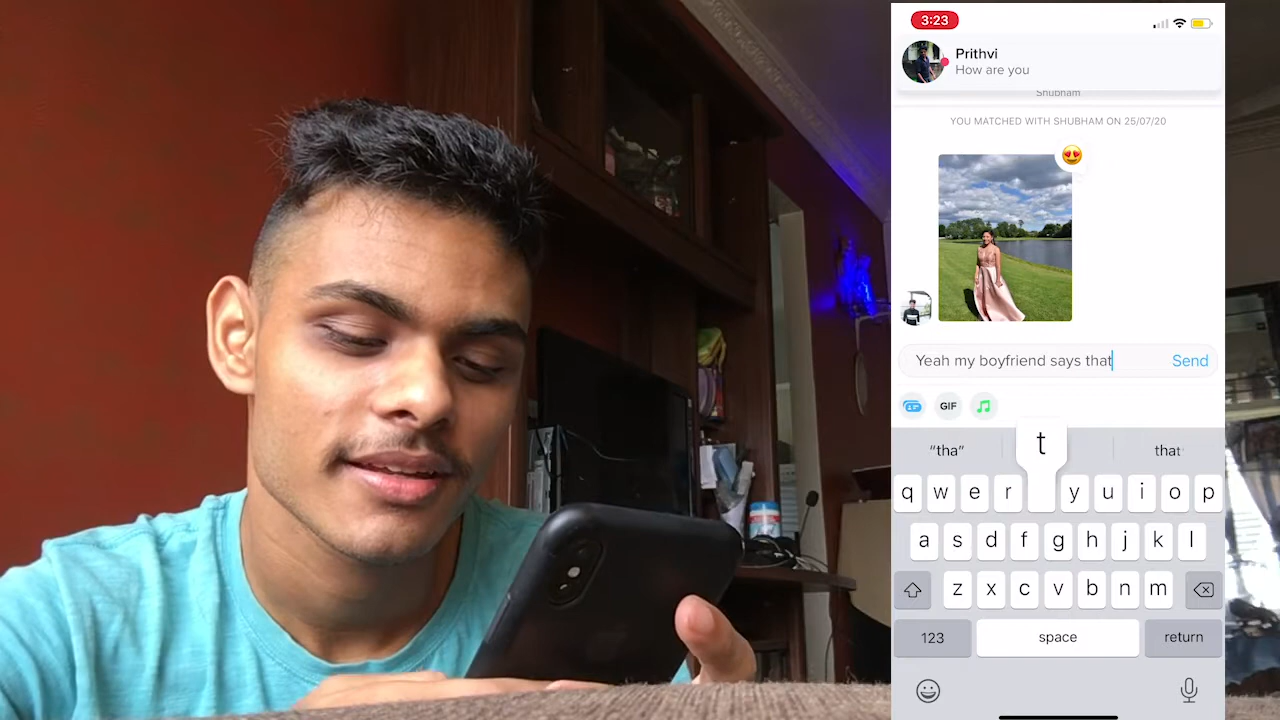 3:23
Prithvi
How are you
Shubham
YOU MATCHED WITH SHUBHAM ON 25/07/20
Yeah my boyfriend says that
Send
GIF
“tha”
t
that
q w e r y u i o p
a s d f g h j k l
z x c v b n m
123
space
return